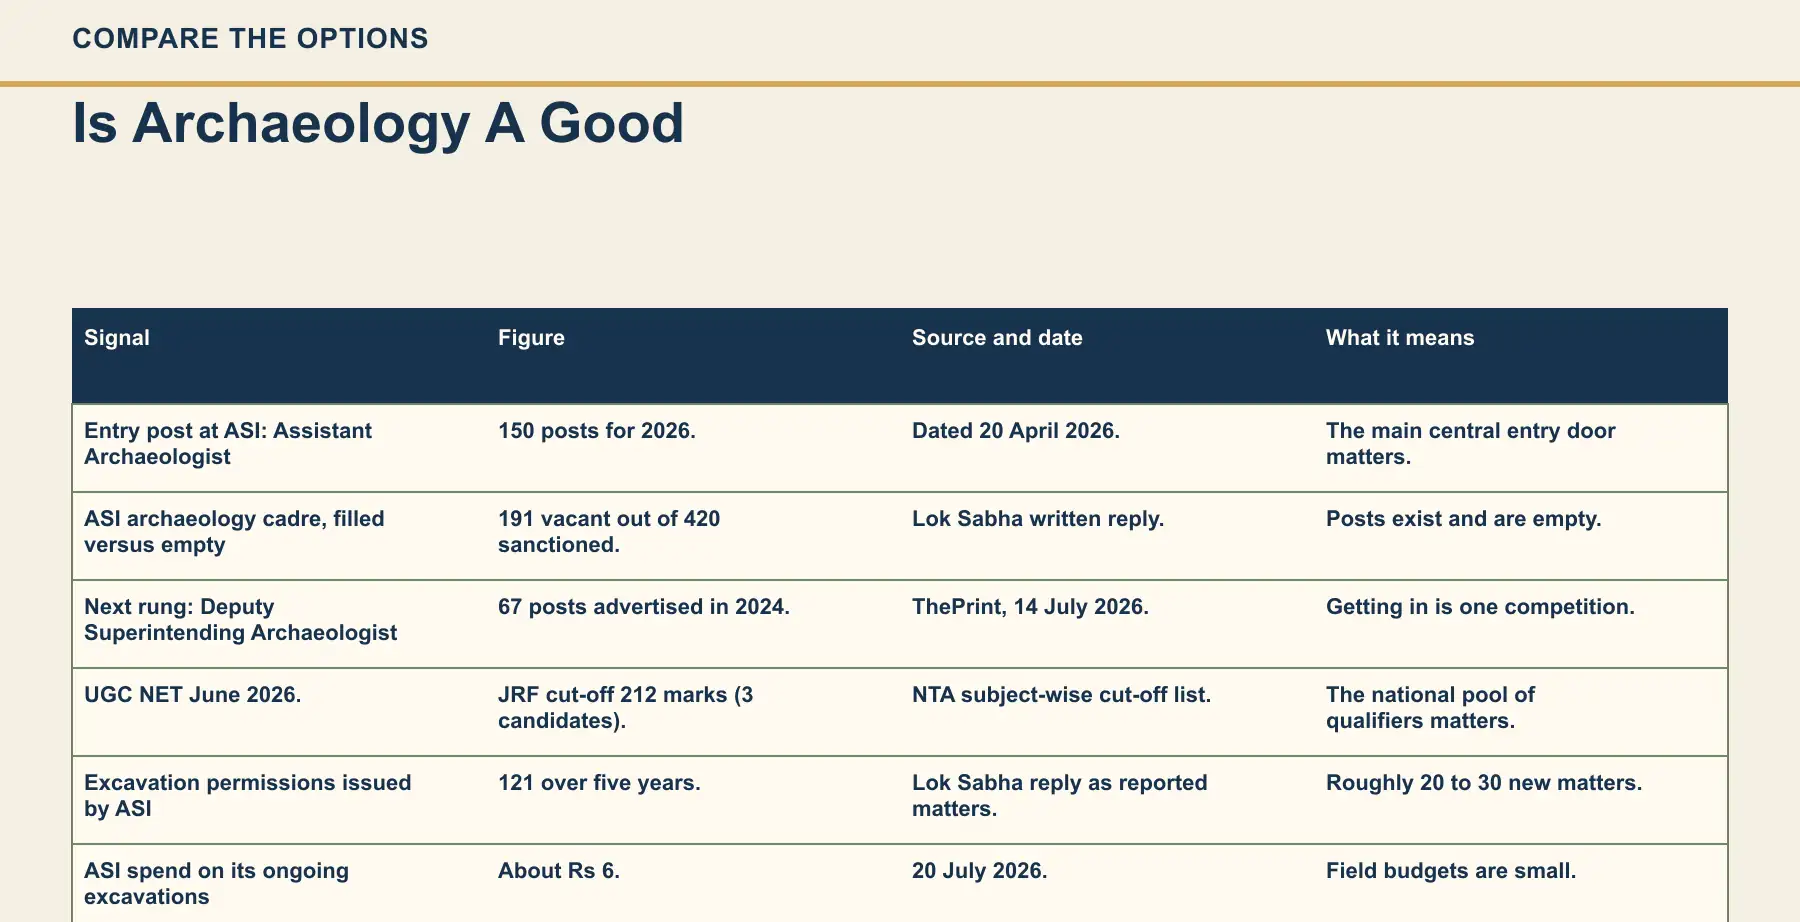 COMPARE THE OPTIONS
Is Archaeology A Good
Signal
Figure
Source and date
What it means
Entry post at ASI: Assistant
Archaeologist
150 posts for 2026.
Dated 20 April 2026.
The main central entry door
matters.
ASI archaeology cadre, filled
versus empty
191 vacant out of 420
sanctioned.
Lok Sabha written reply.
Posts exist and are empty.
Next rung: Deputy
Superintending Archaeologist
67 posts advertised in 2024.
ThePrint, 14 July 2026.
Getting in is one competition.
UGC NET June 2026.
JRF cut-off 212 marks (3
candidates).
NTA subject-wise cut-off list.
The national pool of
qualifiers matters.
Excavation permissions issued
by ASI
121 over five years.
Lok Sabha reply as reported
matters.
Roughly 20 to 30 new matters.
ASI spend on its ongoing
excavations
About Rs 6.
20 July 2026.
Field budgets are small.